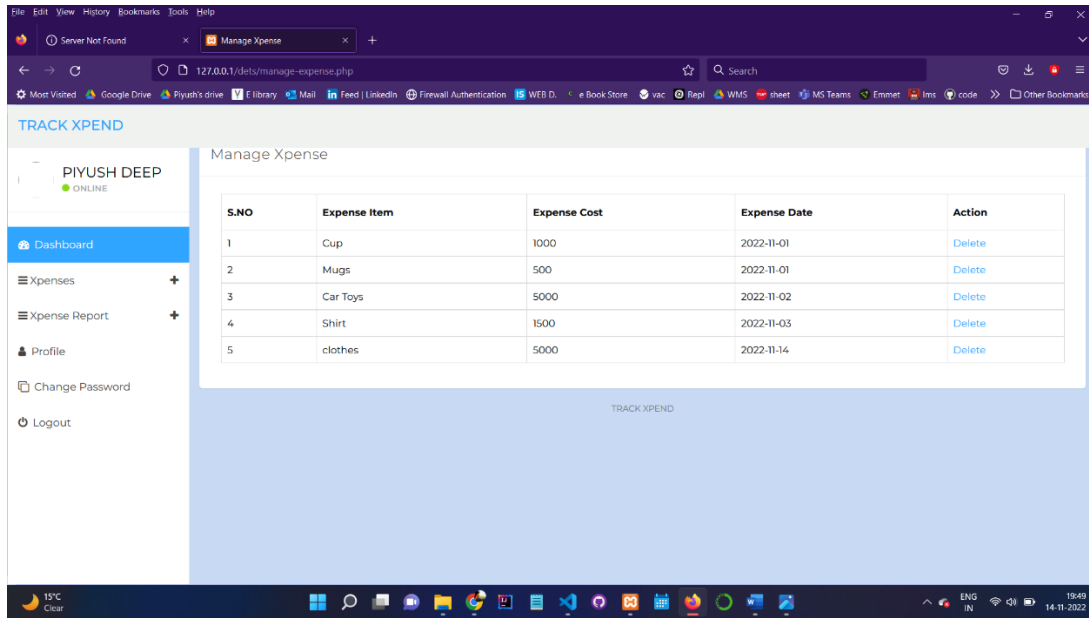 File Edit View History Bookmarks Tools Help
Server Not Found × Manage Xpense × +
127.0.0.1/dets/manage-expense.php Search
Most Visited Google Drive Piyush's drive E library Mail Feed | LinkedIn Firewall Authentication WEB D. e Book Store vac Repl WMS sheet MS Teams Emmet Ims code Other Bookmarks
TRACK XPEND
Manage Xpense
PIYUSH DEEP
ONLINE
S.NO Expense Item Expense Cost Expense Date Action
1 Cup 1000 2022-11-01 Delete
2 Mugs 500 2022-11-01 Delete
3 Car Toys 5000 2022-11-02 Delete
4 Shirt 1500 2022-11-03 Delete
5 clothes 5000 2022-11-14 Delete
Dashboard
Xpenses +
Xpense Report +
Profile
Change Password
Logout
TRACK XPEND
15°C
Clear
ENG
IN
19:49
14-11-2022